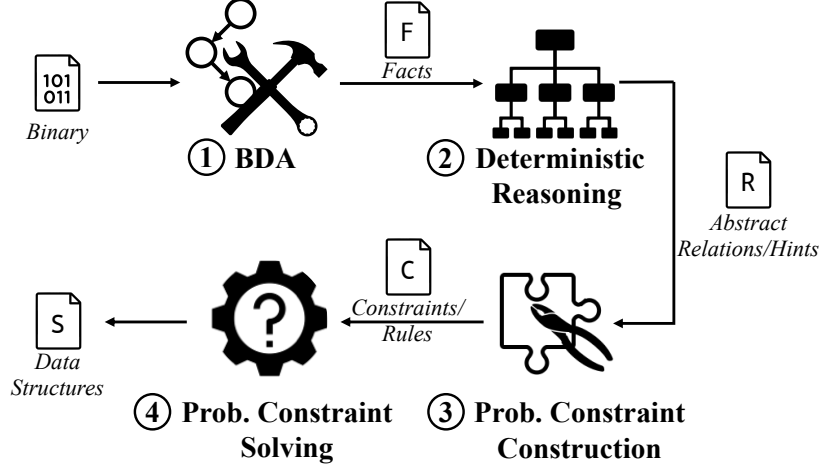 101
011
Binary
① BDA
F
Facts
② Deterministic
Reasoning
R
Abstract
Relations/Hints
C
Constraints/
Rules
?
S
Data
Structures
④ Prob. Constraint
Solving
③ Prob. Constraint
Construction